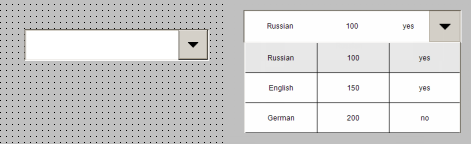 Russian 100 yes
Russian 100 yes
English 150 yes
German 200 no